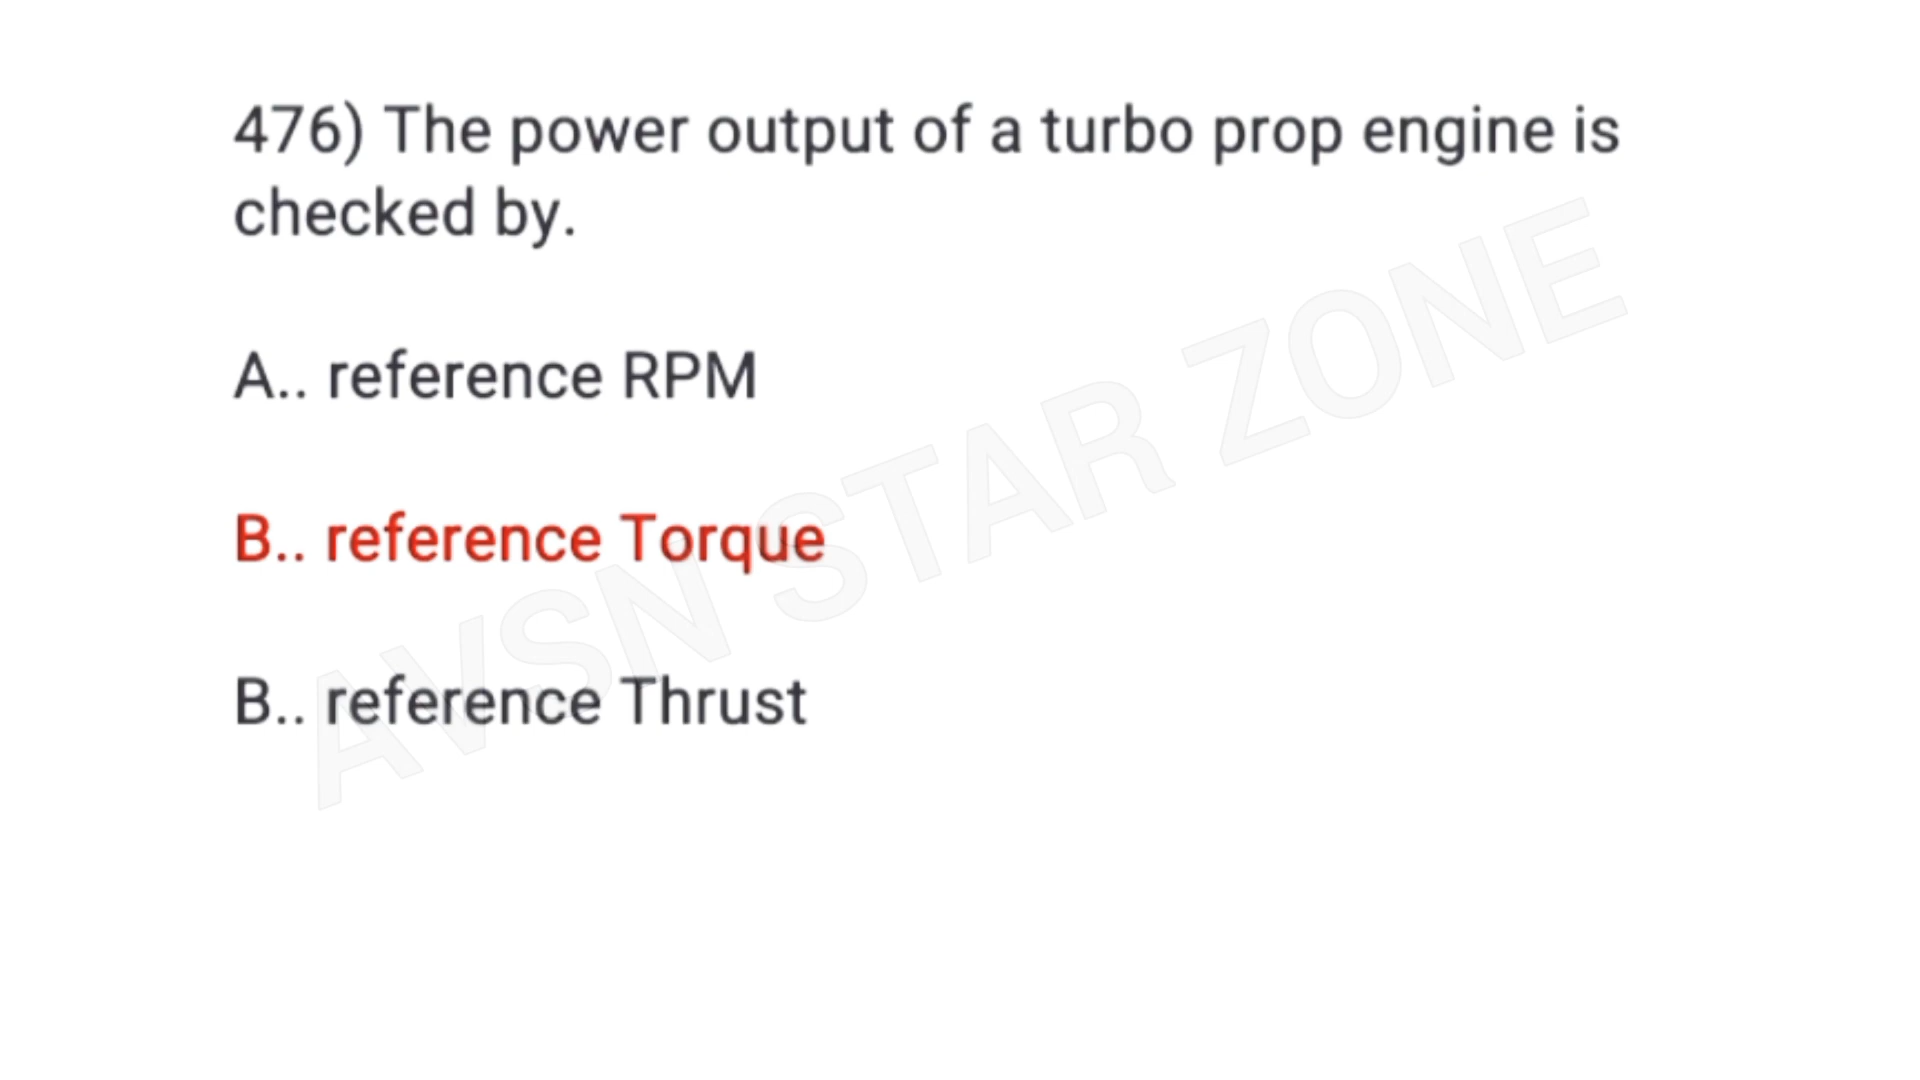 476) The power output of a turbo prop engine is
checked by.
A.. reference RPM
B.. reference Torque
B.. reference Thrust
AVSN STAR ZONE